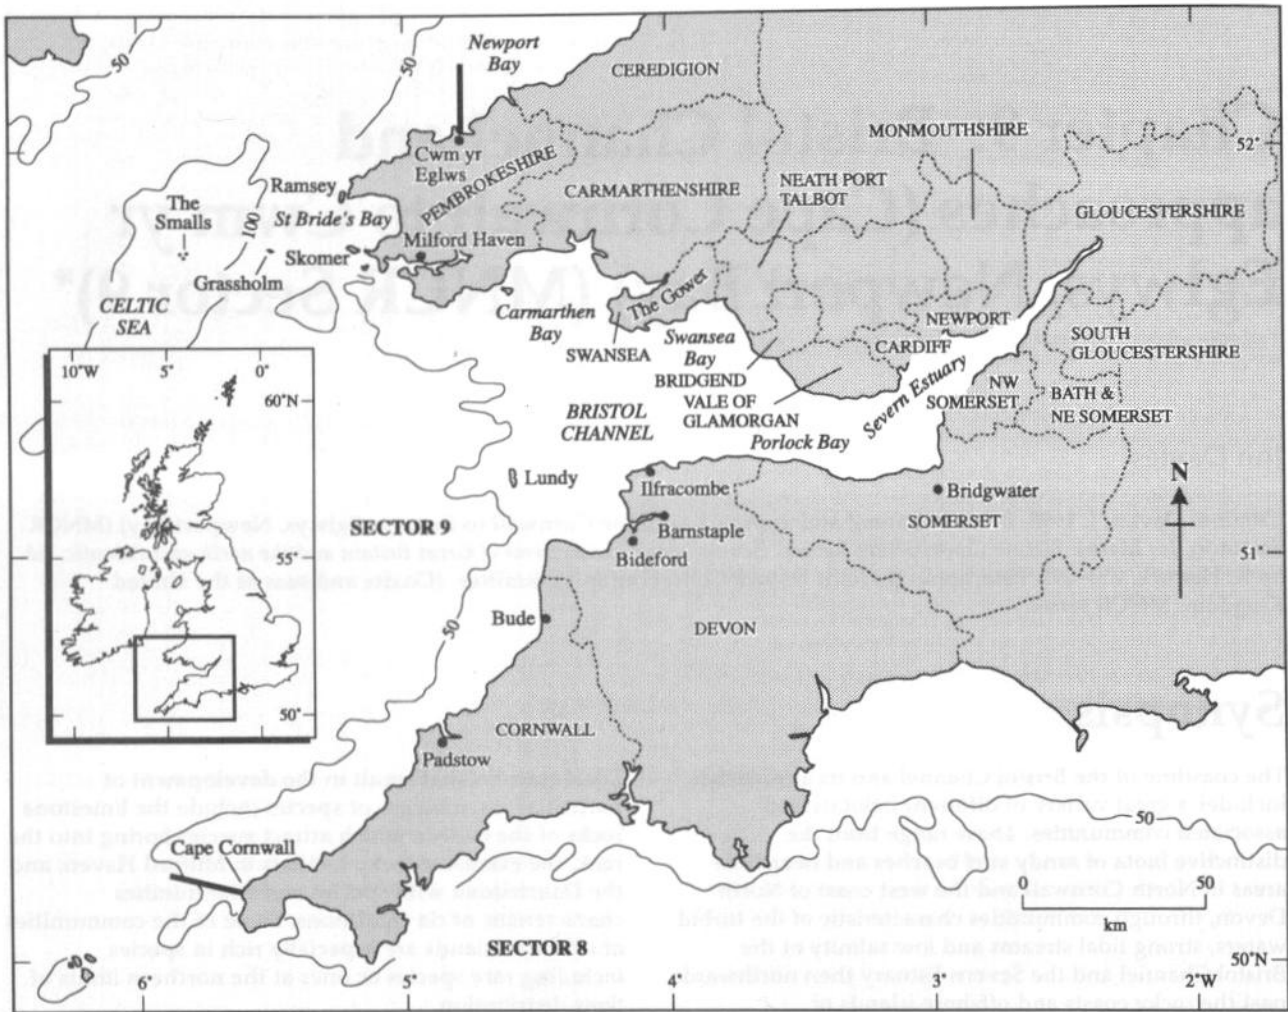 50
50
Newport
Bay
CEREDIGION
MONMOUTHSHIRE
52°
Cwm yr
Eglws
PEMBROKESHIRE
CARMARTHENSHIRE
NEATH PORT
TALBOT
GLOUCESTERSHIRE
Ramsey
St Bride's Bay
The
Smalls
100
Milford Haven
Skomer
Grassholm
CELTIC
SEA
Carmarthen
Bay
The Gower
SWANSEA
Swansea
Bay
NEWPORT
CARDIFF
SOUTH
GLOUCESTERSHIRE
BRIDGEND
VALE OF
GLAMORGAN
Severn Estuary
NW
SOMERSET
BATH &
NE SOMERSET
BRISTOL
CHANNEL
Porlock Bay
10°W
5°
0°
60°N
55°
50°
Lundy
Ilfracombe
Bridgwater
N
SECTOR 9
Barnstaple
SOMERSET
Bideford
51°
50
Bude
DEVON
CORNWALL
Padstow
Cape Cornwall
50
50
km
SECTOR 8
50°N
6°
5°
4°
3°
2°W